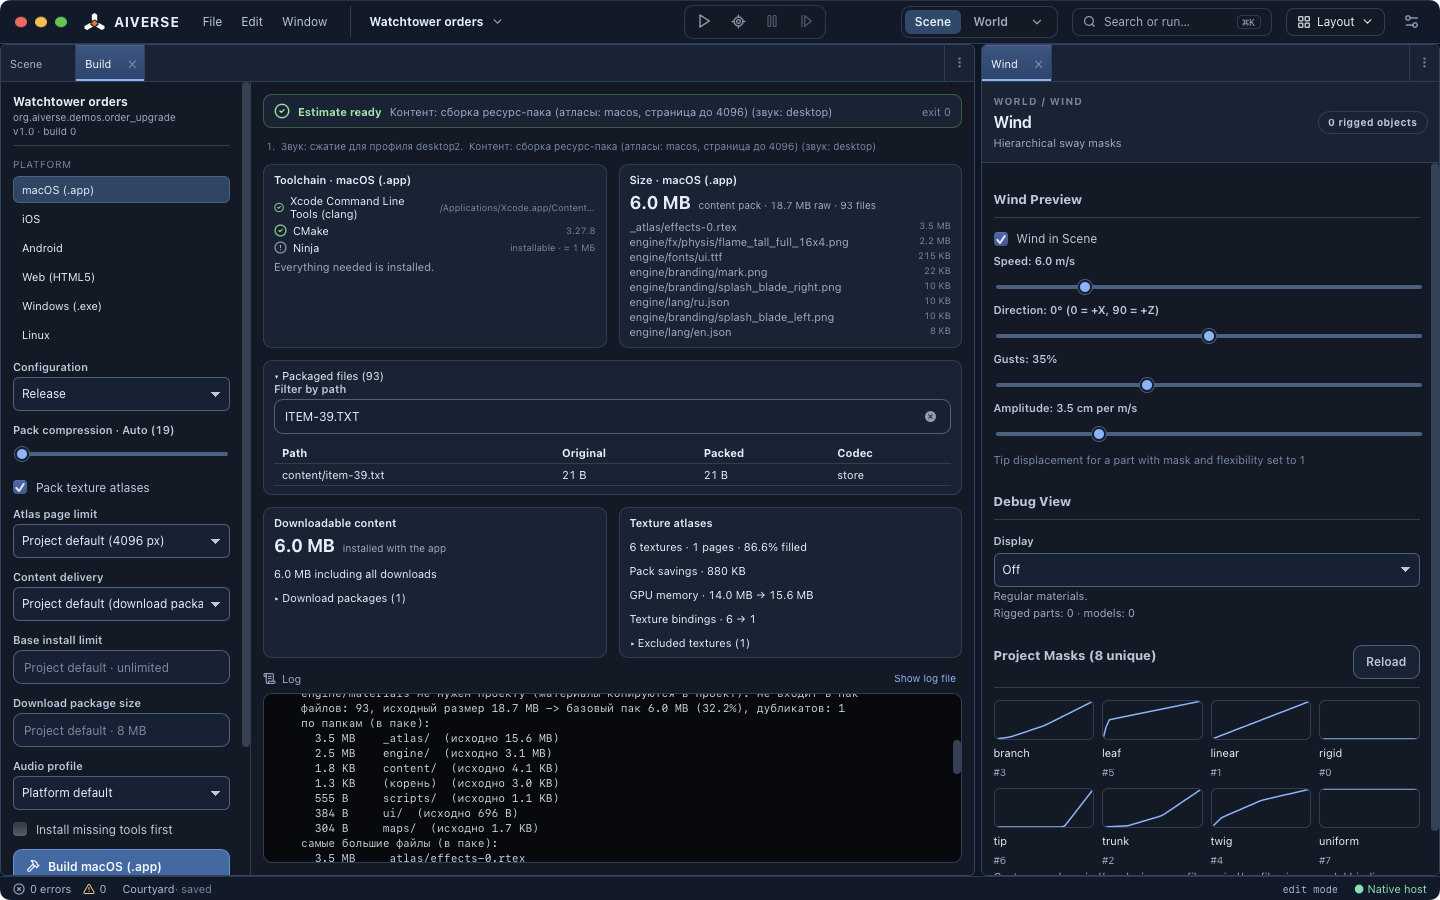 AIVERSE File Edit Window Watchtower orders Scene World Search or run... ⌘K Layout
Scene Build Wind
Watchtower orders
org.aiverse.demos.order_upgrade
v1.0 · build 0
PLATFORM
macOS (.app)
iOS
Android
Web (HTML5)
Windows (.exe)
Linux
Configuration
Release
Pack compression · Auto (19)
Pack texture atlases
Atlas page limit
Project default (4096 px)
Content delivery
Project default (download packa
Base install limit
Project default · unlimited
Download package size
Project default · 8 MB
Audio profile
Platform default
Install missing tools first
Build macOS (.app)
Estimate ready Контент: сборка ресурс-пака (атласы: macos, страница до 4096) (звук: desktop) exit 0
1. Звук: сжатие для профиля desktop2. Контент: сборка ресурс-пака (атласы: macos, страница до 4096) (звук: desktop)
Toolchain · macOS (.app)
Xcode Command Line Tools (clang) /Applications/Xcode.app/Content...
CMake 3.27.8
Ninja installable · ≈ 1 МБ
Everything needed is installed.
Size · macOS (.app)
6.0 MB content pack · 18.7 MB raw · 93 files
_atlas/effects-0.rtex 3.5 MB
engine/fx/physis/flame_tall_full_16x4.png 2.2 MB
engine/fonts/ui.ttf 215 KB
engine/branding/mark.png 22 KB
engine/branding/splash_blade_right.png 10 KB
engine/lang/ru.json 10 KB
engine/branding/splash_blade_left.png 10 KB
engine/lang/en.json 8 KB
Packaged files (93)
Filter by path
ITEM-39.TXT
Path Original Packed Codec
content/item-39.txt 21 B 21 B store
Downloadable content
6.0 MB installed with the app
6.0 MB including all downloads
Download packages (1)
Texture atlases
6 textures · 1 pages · 86.6% filled
Pack savings · 880 KB
GPU memory · 14.0 MB → 15.6 MB
Texture bindings · 6 → 1
Excluded textures (1)
Log Show log file
engine/materials не нужен проекту (материалы копируются в проект): не входит в пак
файлов: 93, исходный размер 18.7 MB —> базовый пак 6.0 MB (32.2%), дубликатов: 1
по папкам (в паке):
3.5 MB _atlas/ (исходно 15.6 MB)
2.5 MB engine/ (исходно 3.1 MB)
1.8 KB content/ (исходно 4.1 KB)
1.3 KB (корень) (исходно 3.0 KB)
555 B scripts/ (исходно 1.1 KB)
384 B ui/ (исходно 696 B)
304 B maps/ (исходно 1.7 KB)
самые большие файлы (в паке):
3.5 MB _atlas/effects-0.rtex
WORLD / WIND
Wind
Hierarchical sway masks
0 rigged objects
Wind Preview
Wind in Scene
Speed: 6.0 m/s
Direction: 0° (0 = +X, 90 = +Z)
Gusts: 35%
Amplitude: 3.5 cm per m/s
Tip displacement for a part with mask and flexibility set to 1
Debug View
Display
Off
Regular materials.
Rigged parts: 0 · models: 0
Project Masks (8 unique) Reload
branch leaf linear rigid
#3 #5 #1 #0
tip trunk twig uniform
#6 #2 #4 #7
0 errors 0 Courtyard · saved edit mode Native host